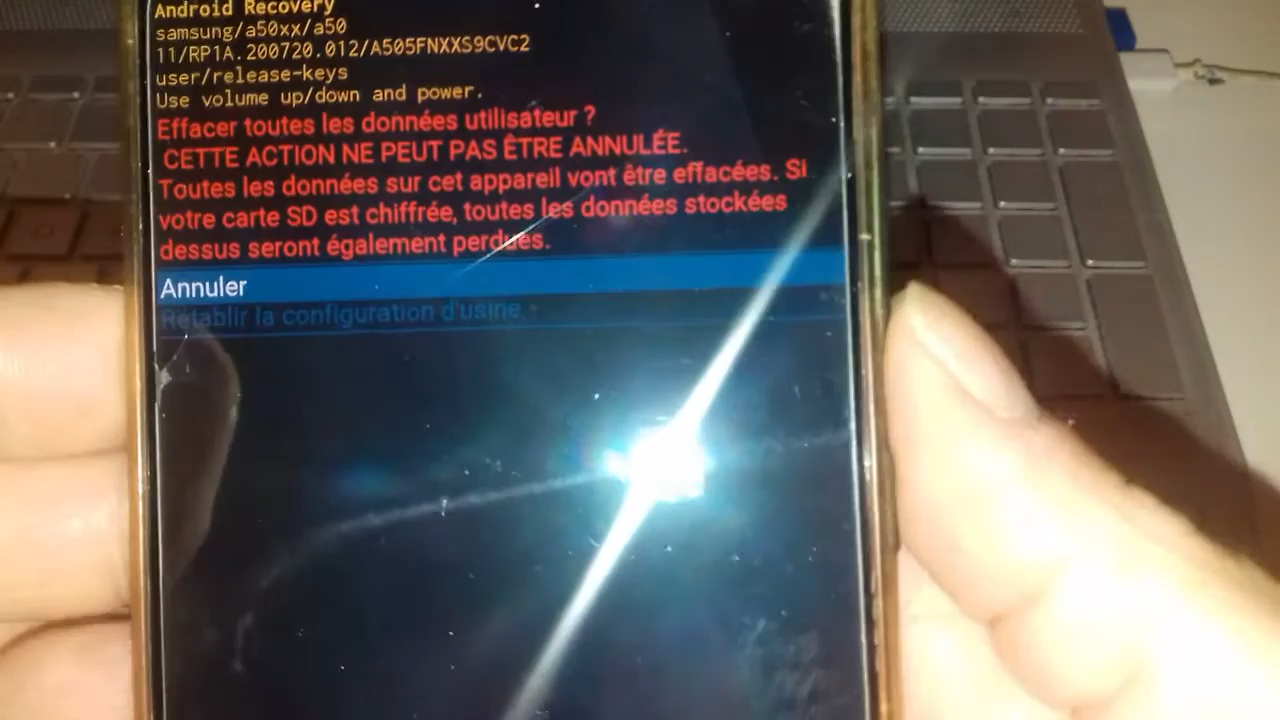 Android Recovery
samsung/a50xx/a50
11/RP1A.200720.012/A505FNXXS9CVC2
user/release-keys
Use volume up/down and power.
Effacer toutes les données utilisateur ?
CETTE ACTION NE PEUT PAS ÊTRE ANNULÉE.
Toutes les données sur cet appareil vont être effacées. Si
votre carte SD est chiffrée, toutes les données stockées
dessus seront également perdues.
Annuler
Rétablir la configuration d'usine